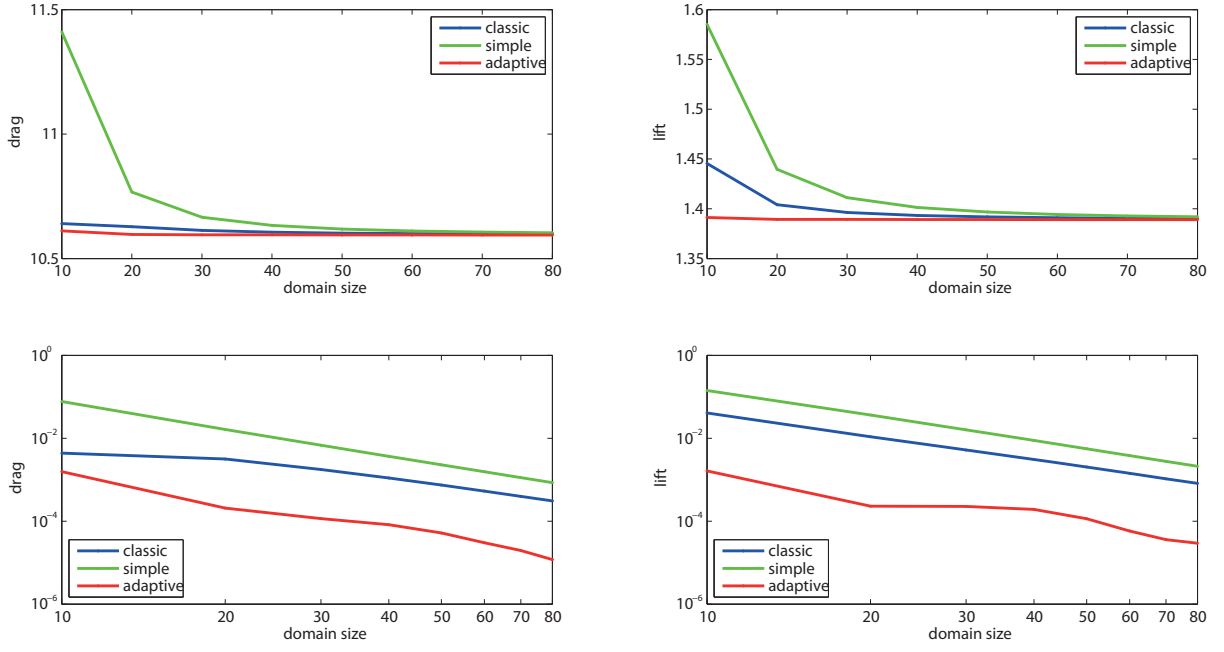 11.5
11
10.5
drag
10 20 30 40 50 60 70 80
domain size
classic
simple
adaptive
1.6
1.55
1.5
1.45
1.4
1.35
lift
10 20 30 40 50 60 70 80
domain size
classic
simple
adaptive
10^0
10^−2
10^−4
10^−6
drag
10 20 30 40 50 60 70 80
domain size
classic
simple
adaptive
10^0
10^−2
10^−4
10^−6
lift
10 20 30 40 50 60 70 80
domain size
classic
simple
adaptive